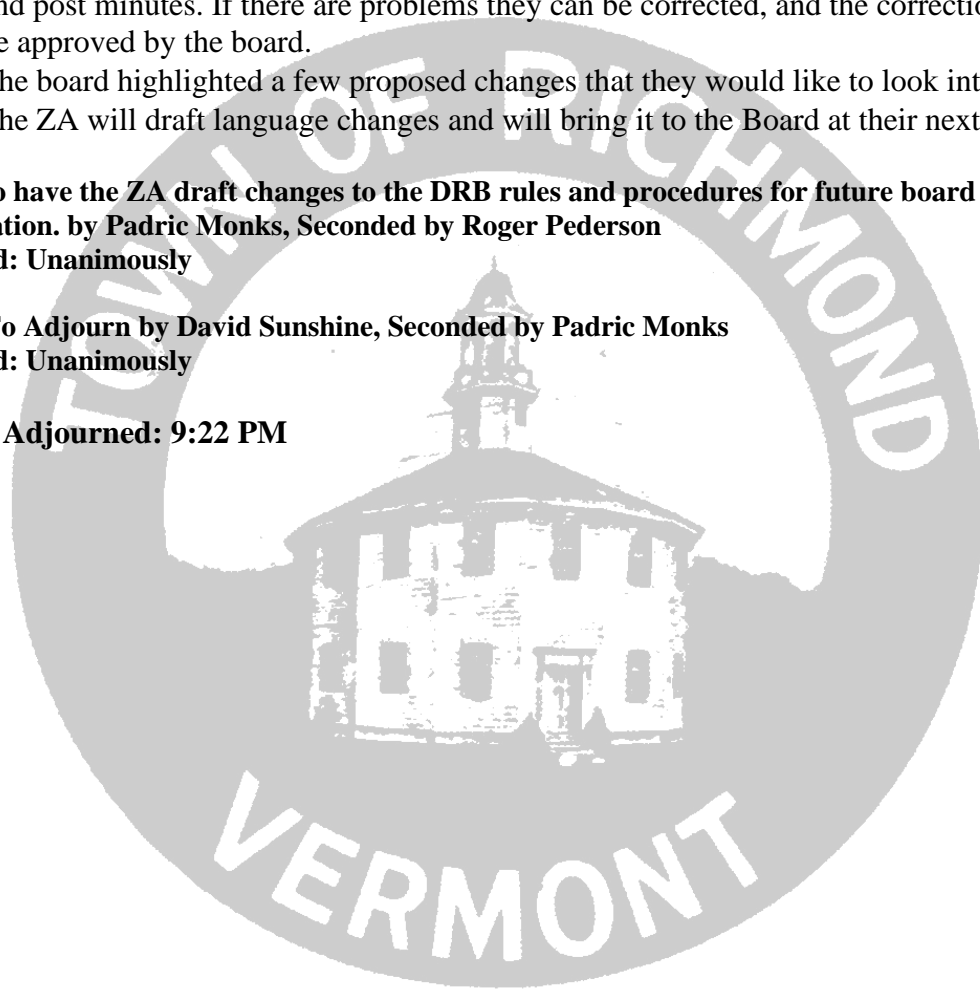 nd post minutes. If there are problems they can be corrected, and the correctio
e approved by the board.
he board highlighted a few proposed changes that they would like to look int
he ZA will draft language changes and will bring it to the Board at their next
o have the ZA draft changes to the DRB rules and procedures for future board
ation. by Padric Monks, Seconded by Roger Pederson
d: Unanimously
o Adjourn by David Sunshine, Seconded by Padric Monks
d: Unanimously
Adjourned: 9:22 PM
TOWN OF RICHMOND
VERMONT